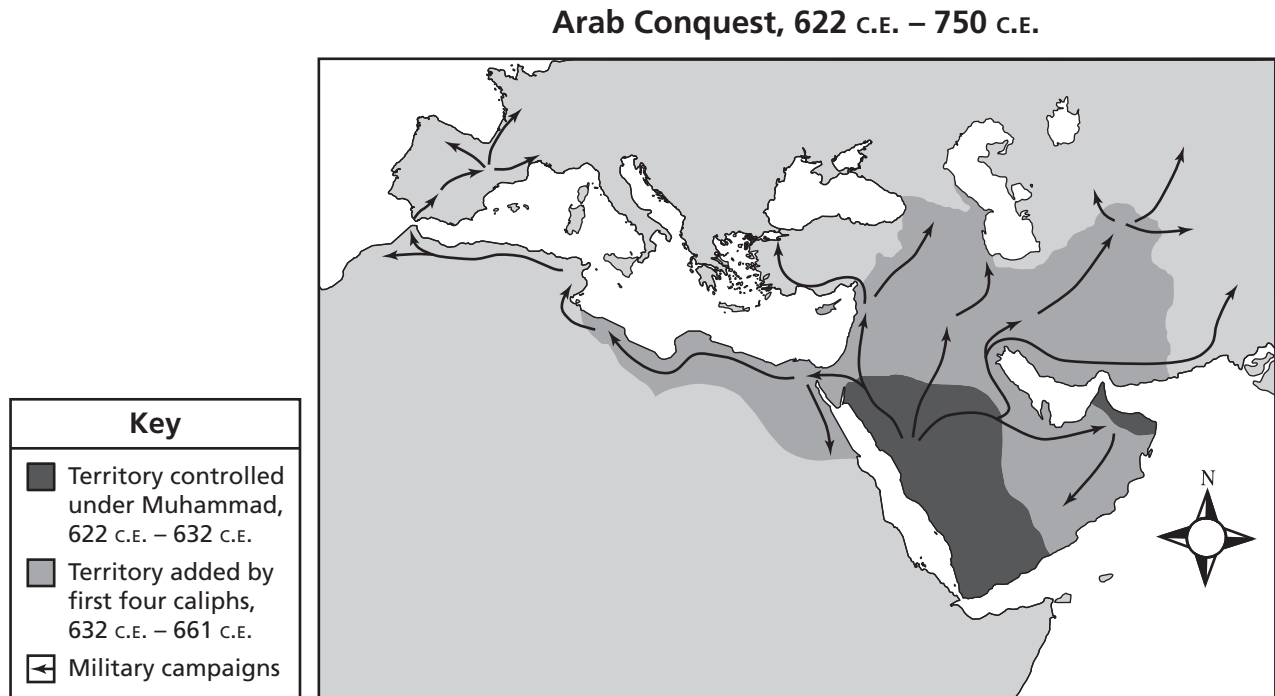 Arab Conquest, 622 C.E. – 750 C.E.
N
Key
Territory controlled
under Muhammad,
622 C.E. – 632 C.E.
Territory added by
first four caliphs,
632 C.E. – 661 C.E.
Military campaigns